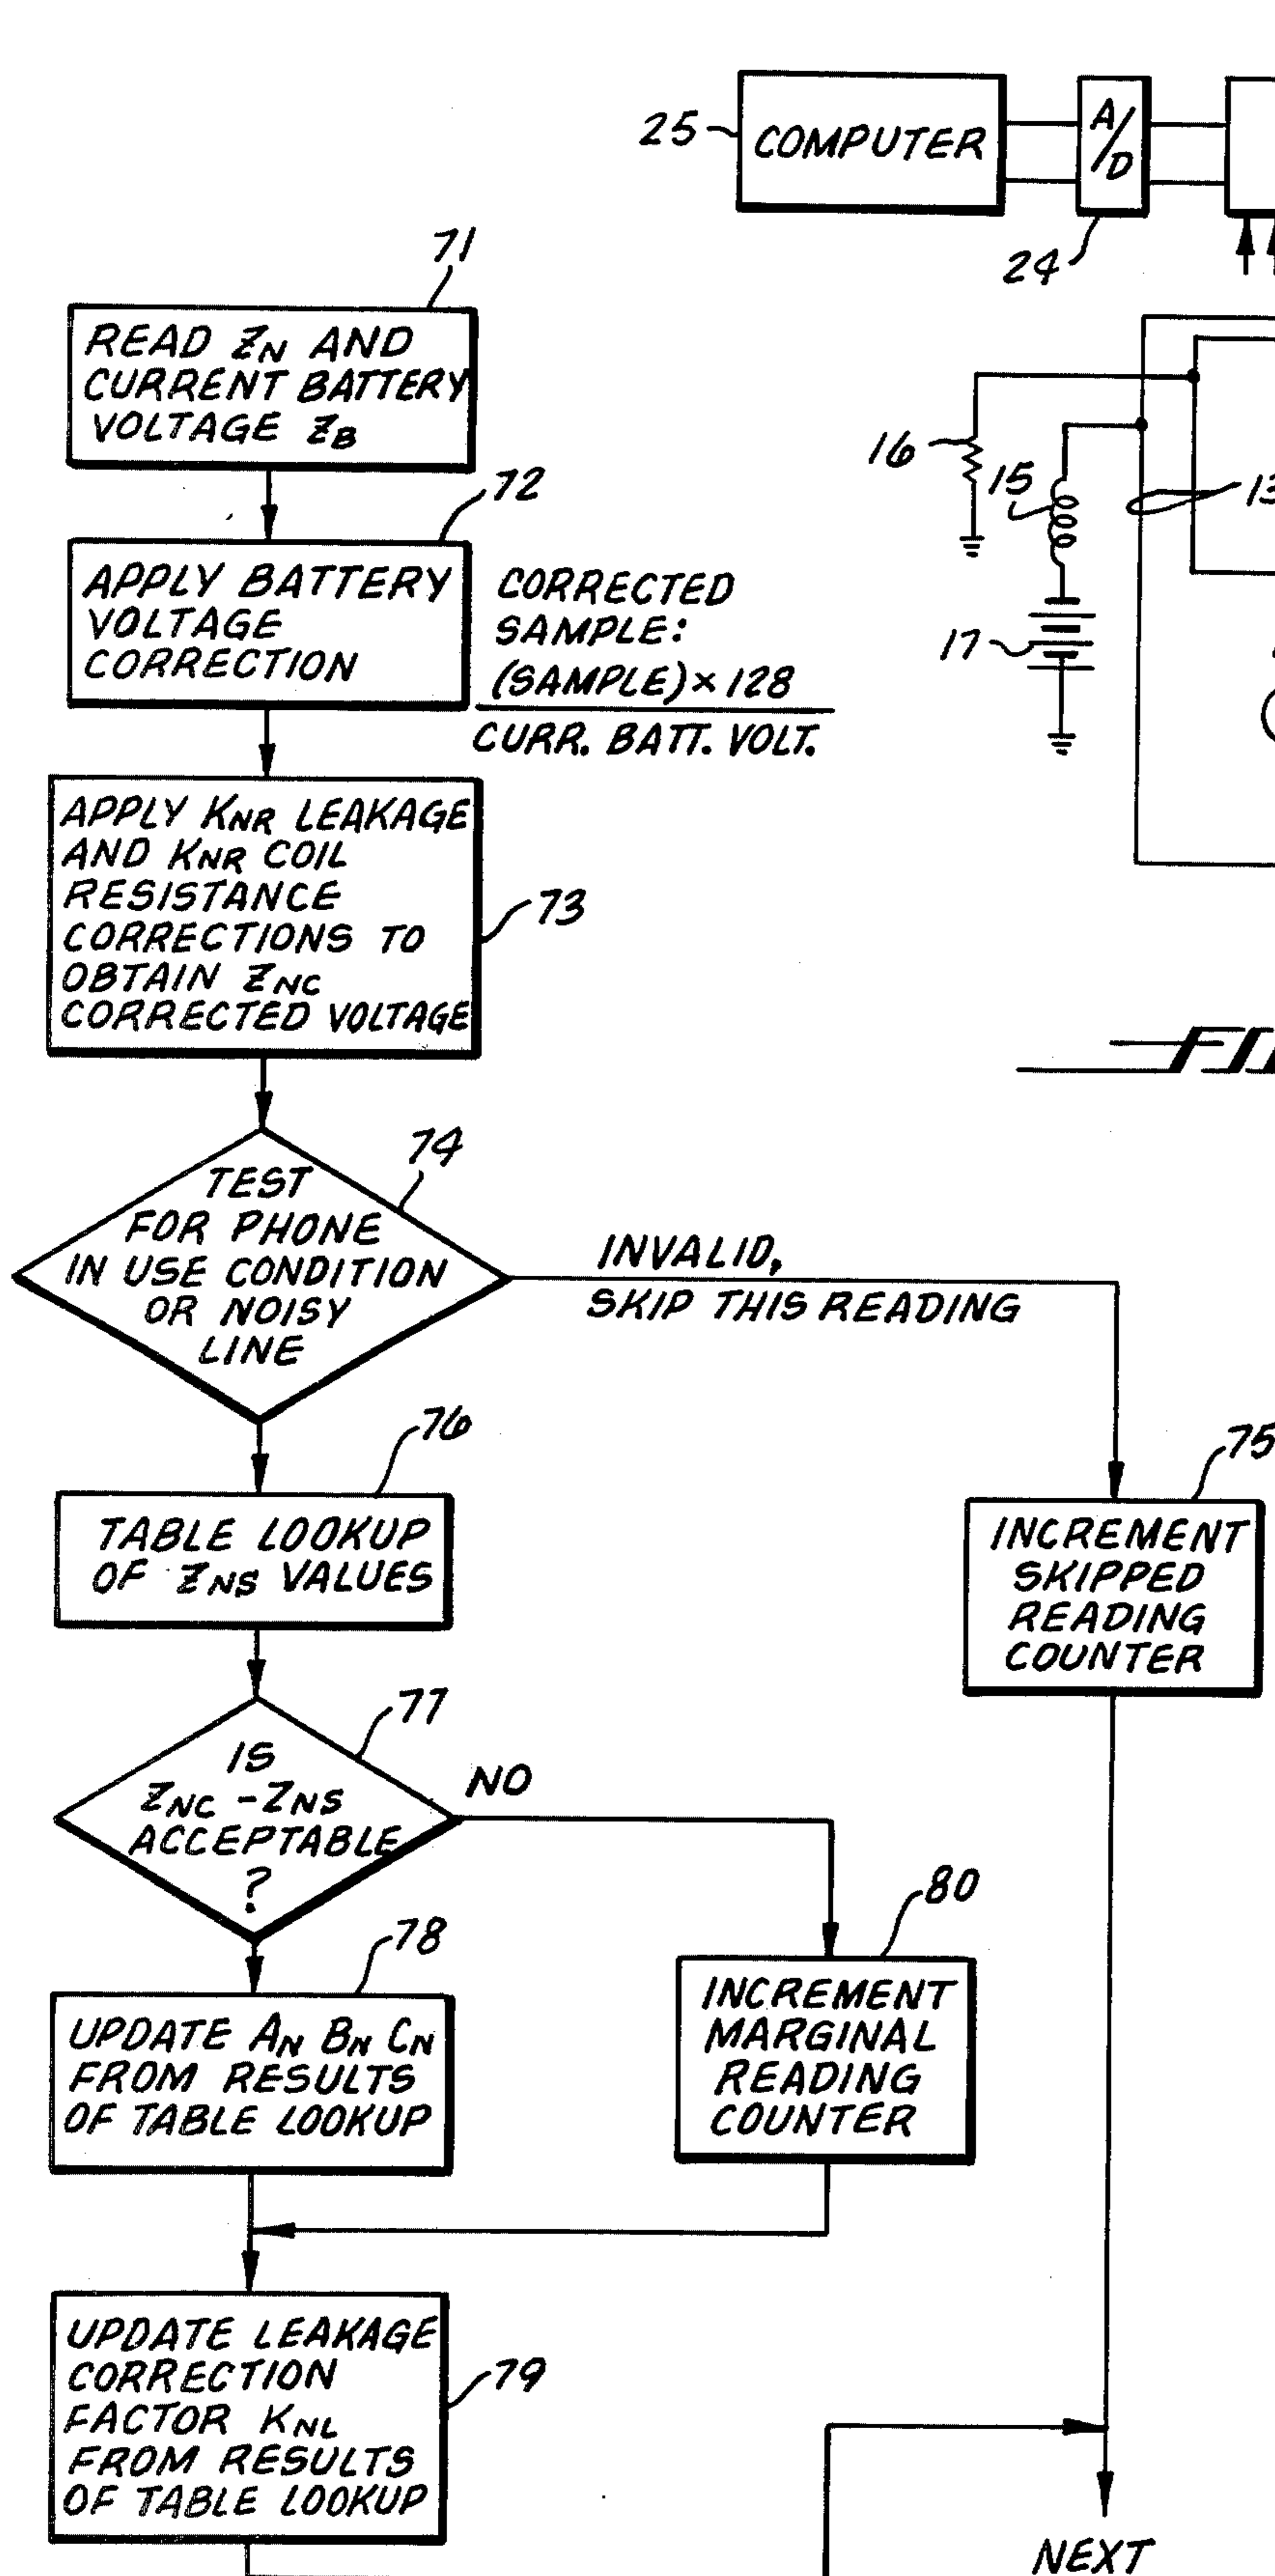 25
COMPUTER
A/D
24
71
READ ZN AND
CURRENT BATTERY
VOLTAGE ZB
16
15
13
17
72
APPLY BATTERY
VOLTAGE
CORRECTION
CORRECTED
SAMPLE:
(SAMPLE) x 128
CURR. BATT. VOLT.
APPLY KNR LEAKAGE
AND KNR COIL
RESISTANCE
CORRECTIONS TO
OBTAIN ZNC
CORRECTED VOLTAGE
73
74
TEST
FOR PHONE
IN USE CONDITION
OR NOISY
LINE
INVALID,
SKIP THIS READING
76
TABLE LOOKUP
OF ZNS VALUES
75
INCREMENT
SKIPPED
READING
COUNTER
77
IS
ZNC - ZNS
ACCEPTABLE
?
NO
78
UPDATE AN BN CN
FROM RESULTS
OF TABLE LOOKUP
80
INCREMENT
MARGINAL
READING
COUNTER
UPDATE LEAKAGE
CORRECTION
FACTOR KNL
FROM RESULTS
OF TABLE LOOKUP
79
NEXT